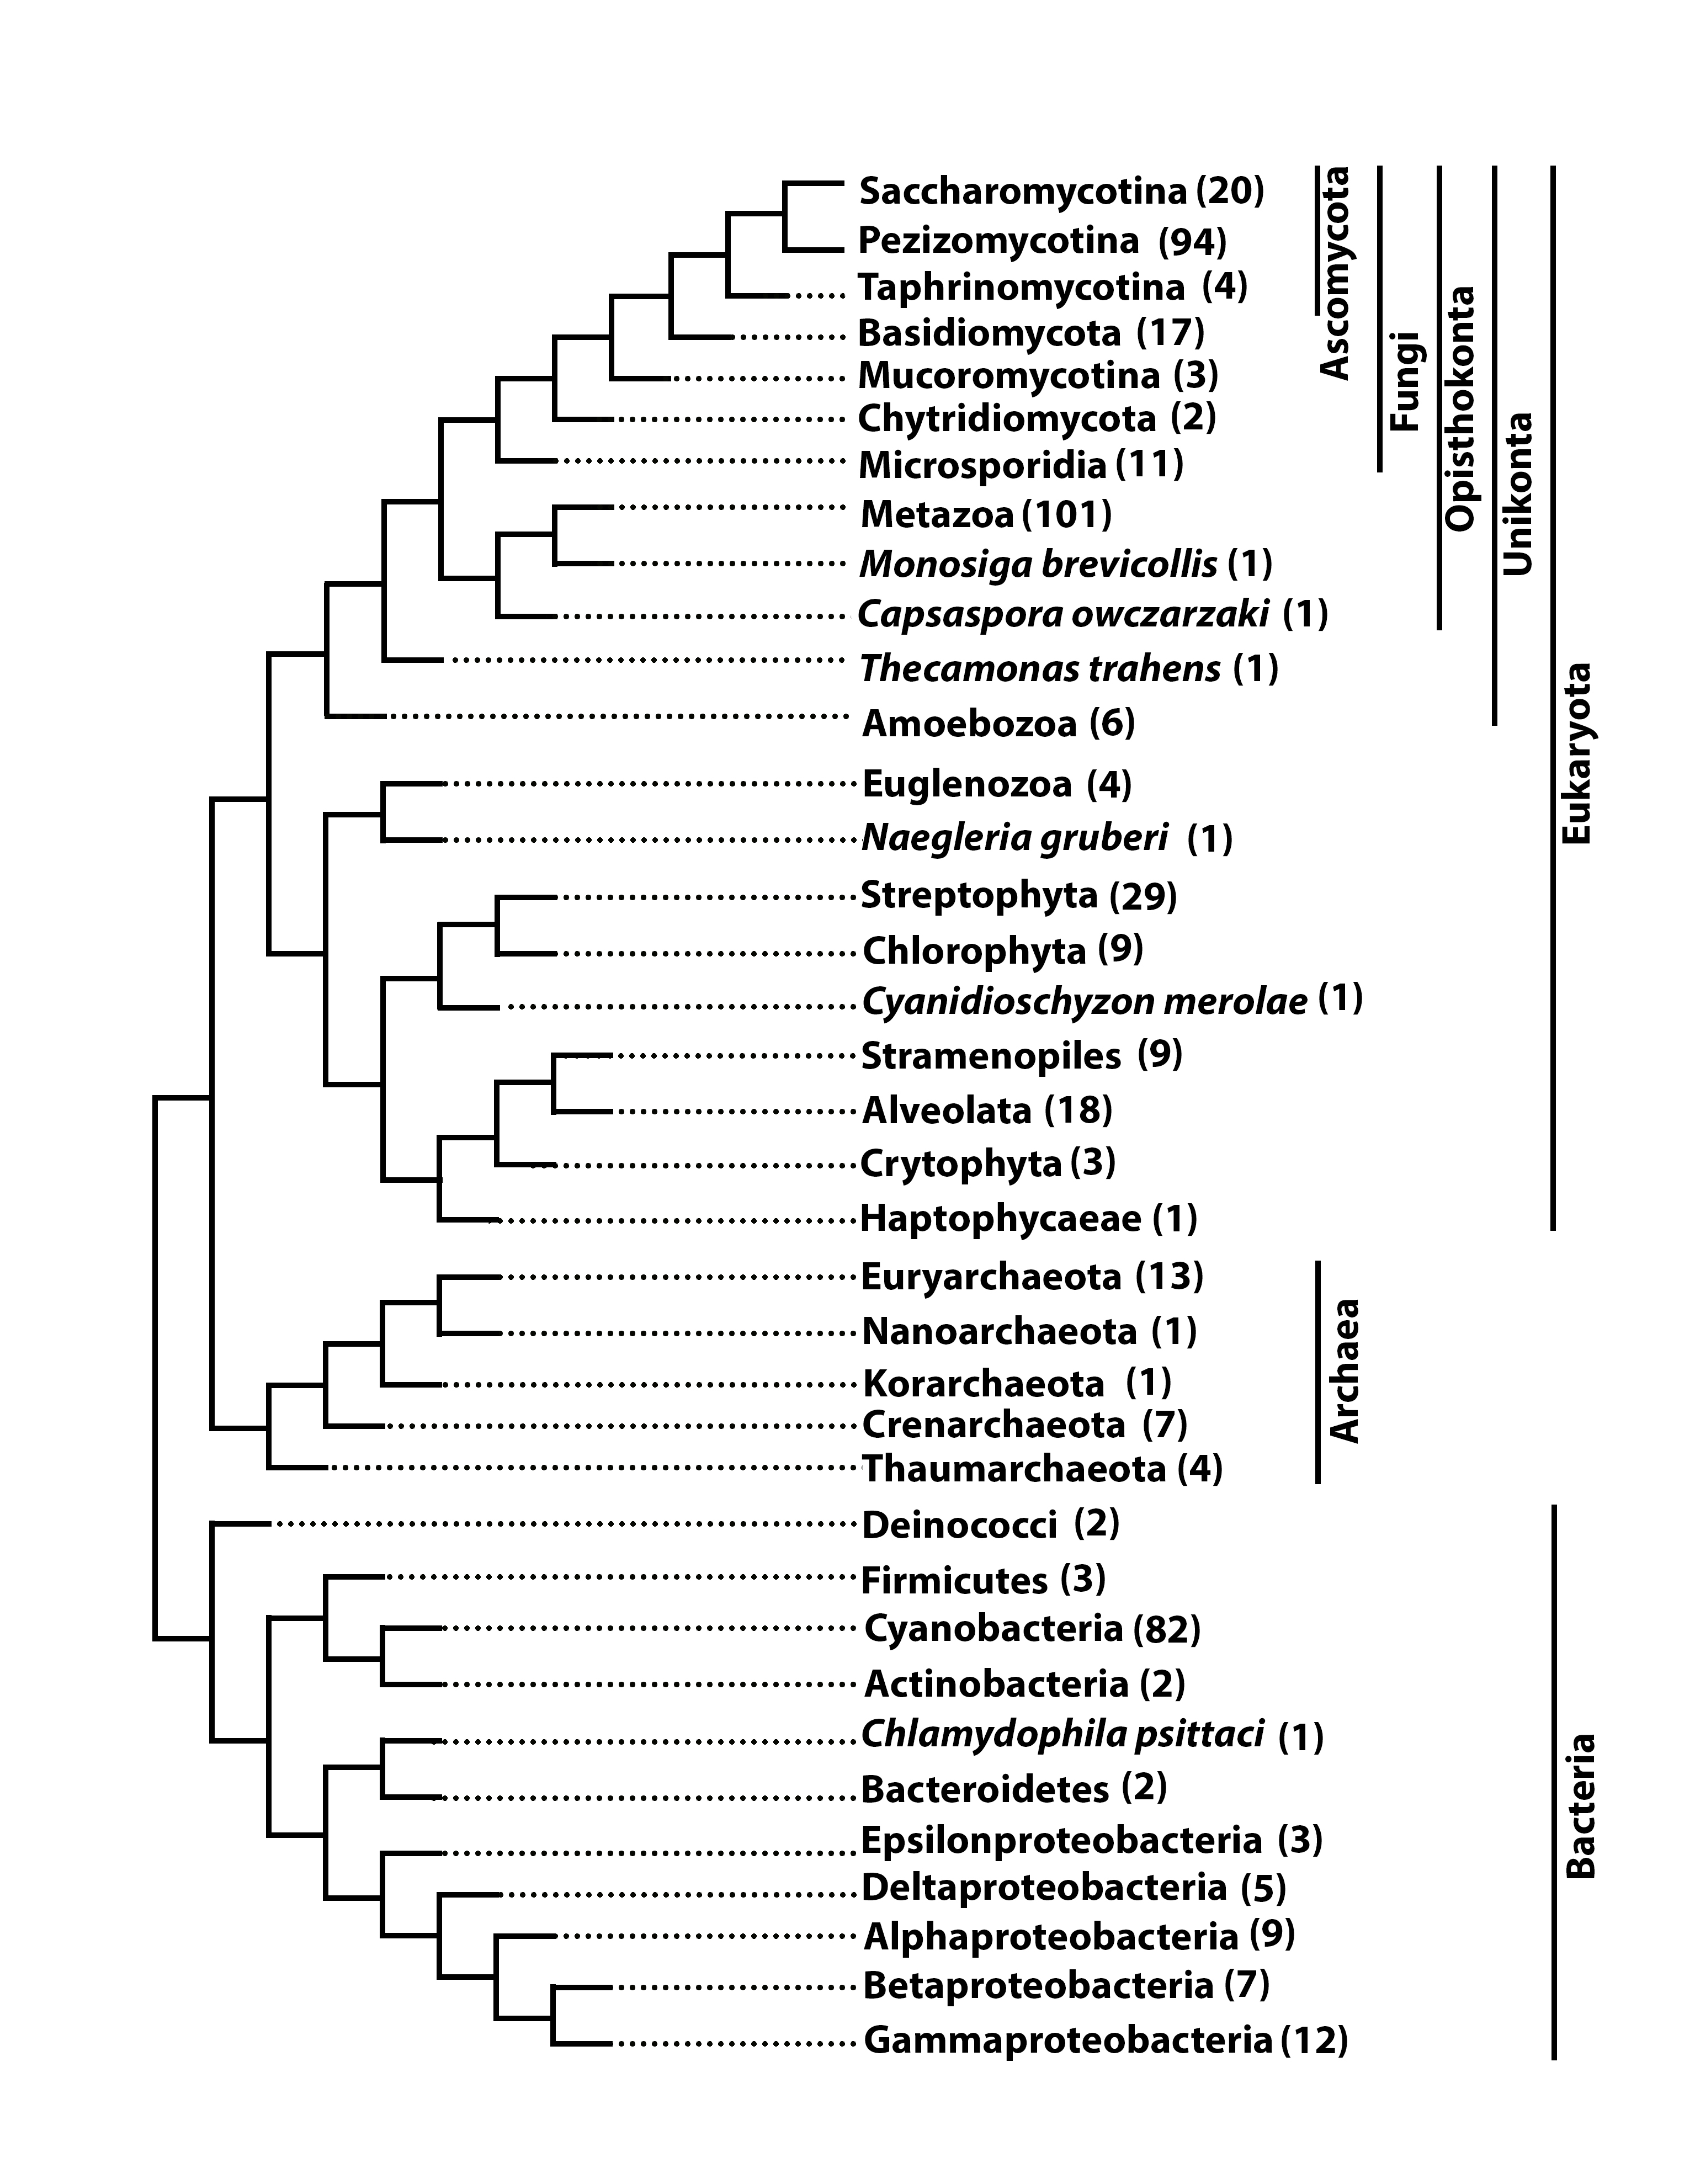 Saccharomycotina (20)
Pezizomycotina (94)
Taphrinomycotina (4)
Basidiomycota (17)
Mucoromycotina (3)
Chytridiomycota (2)
Microsporidia (11)
Metazoa (101)
Monosiga brevicollis (1)
Capsaspora owczarzaki (1)
Thecamonas trahens (1)
Amoebozoa (6)
Euglenozoa (4)
Naegleria gruberi (1)
Streptophyta (29)
Chlorophyta (9)
Cyanidioschyzon merolae (1)
Stramenopiles (9)
Alveolata (18)
Crytophyta (3)
Haptophycaeae (1)
Euryarchaeota (13)
Nanoarchaeota (1)
Korarchaeota (1)
Crenarchaeota (7)
Thaumarchaeota (4)
Deinococci (2)
Firmicutes (3)
Cyanobacteria (82)
Actinobacteria (2)
Chlamydophila psittaci (1)
Bacteroidetes (2)
Epsilonproteobacteria (3)
Deltaproteobacteria (5)
Alphaproteobacteria (9)
Betaproteobacteria (7)
Gammaproteobacteria (12)
Ascomycota
Fungi
Opisthokonta
Unikonta
Eukaryota
Archaea
Bacteria